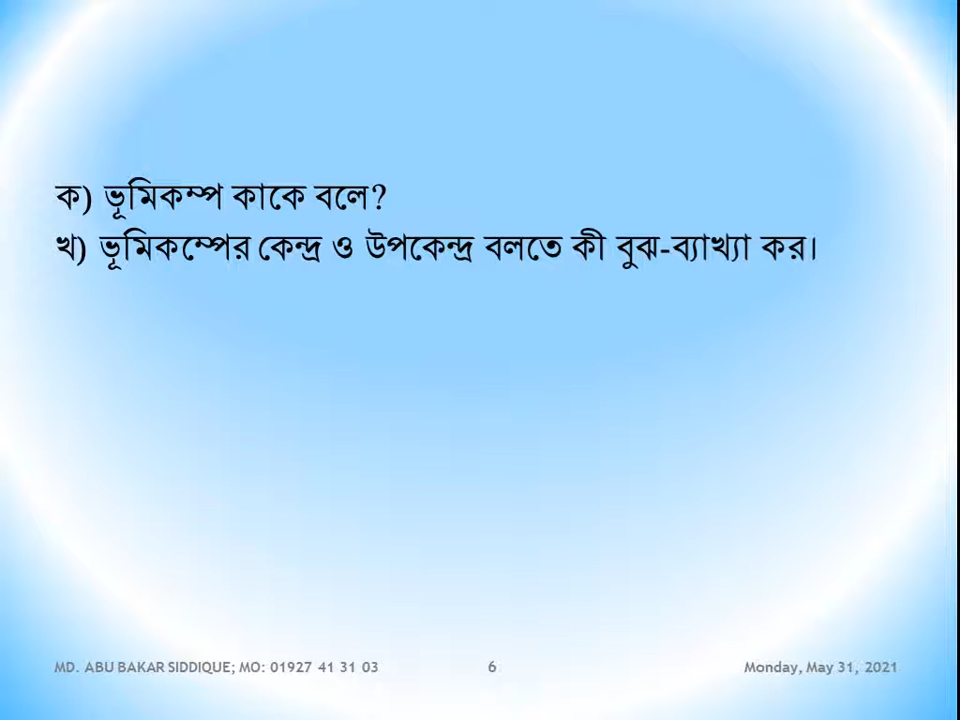 ক) ভূমিকম্প কাকে বলে?
খ) ভূমিকম্পের কেন্দ্র ও উপকেন্দ্র বলতে কী বুঝ-ব্যাখ্যা কর।
MD. ABU BAKAR SIDDIQUE; MO: 01927 41 31 03 6 Monday, May 31, 2021